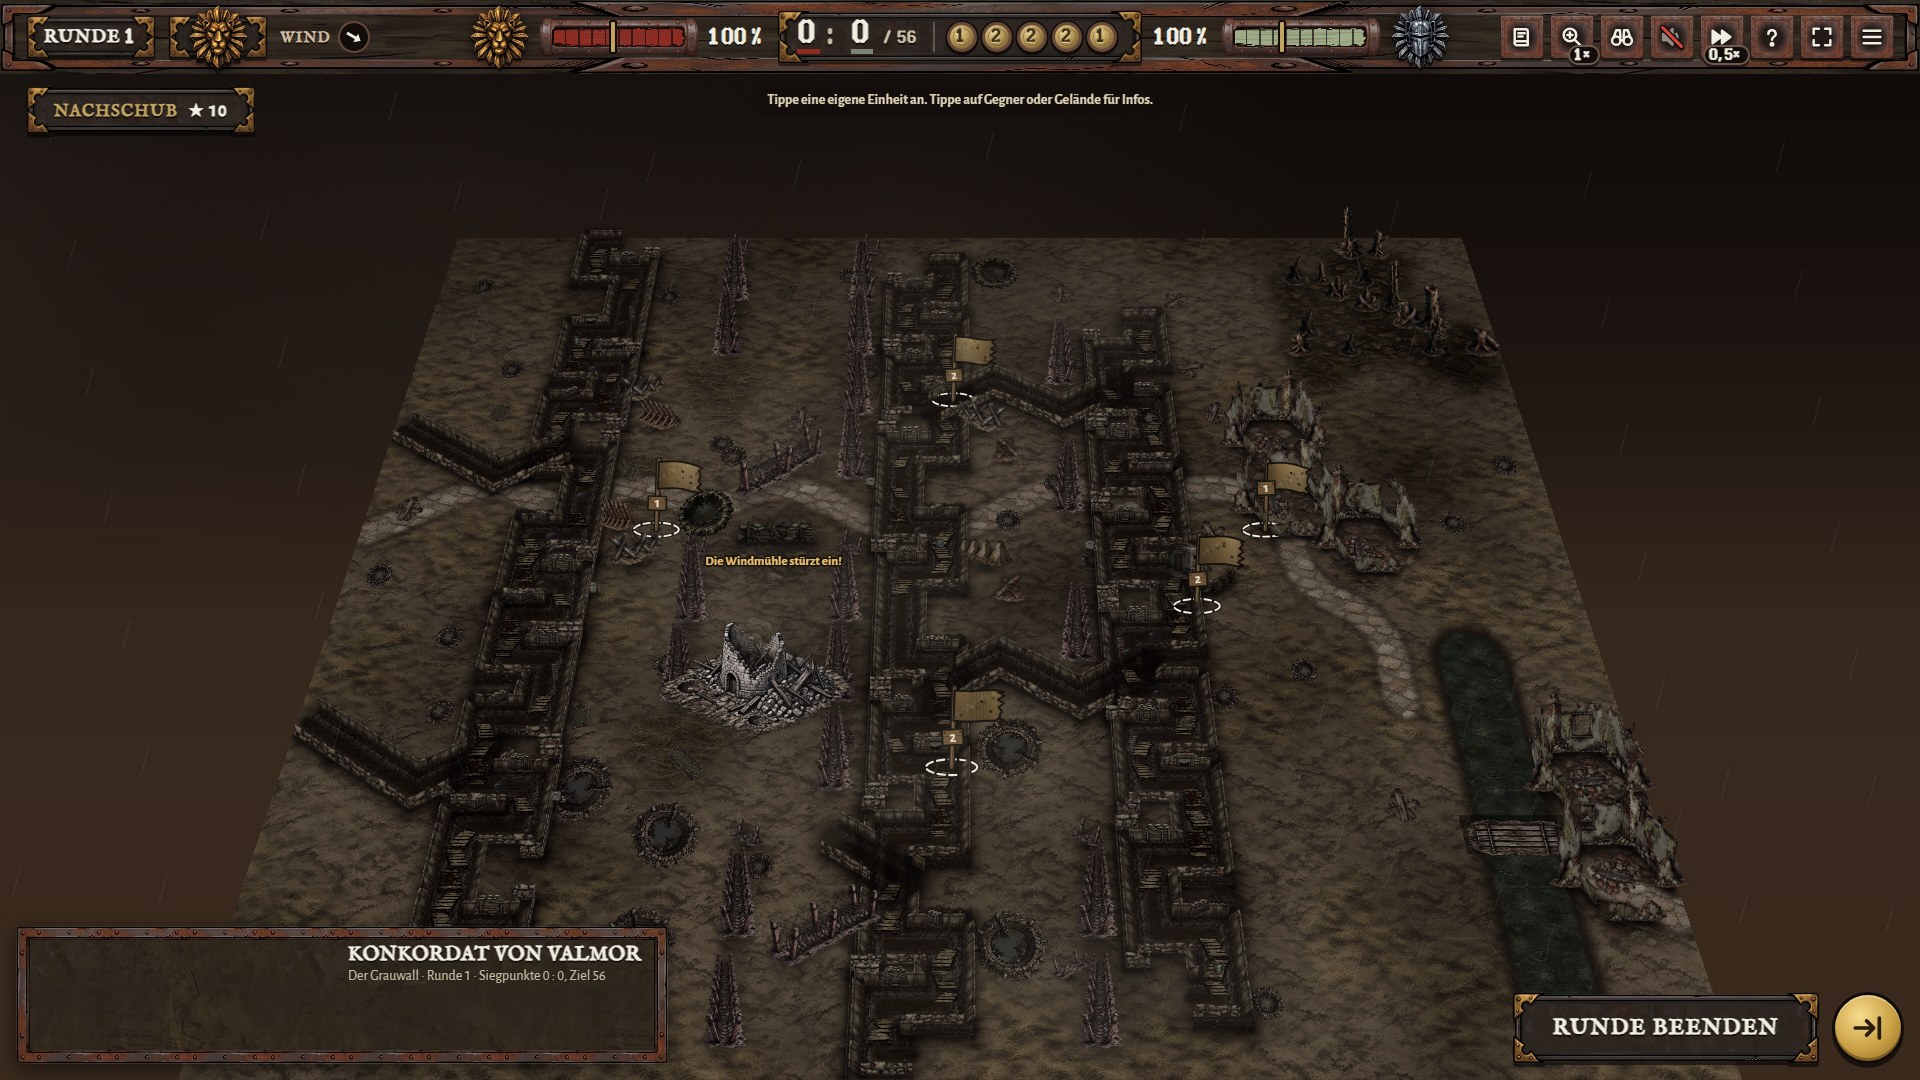 RUNDE 1
WIND
100%
0 : 0 / 56
1 2 2 2 1
100%
1×
0,5×
?
NACHSCHUB ★ 10
Tippe eine eigene Einheit an. Tippe auf Gegner oder Gelände für Infos.
2
1
1
2
Die Windmühle stürzt ein!
2
KONKORDAT VON VALMOR
Der Grauwall · Runde 1 · Siegpunkte 0 : 0, Ziel 56
RUNDE BEENDEN